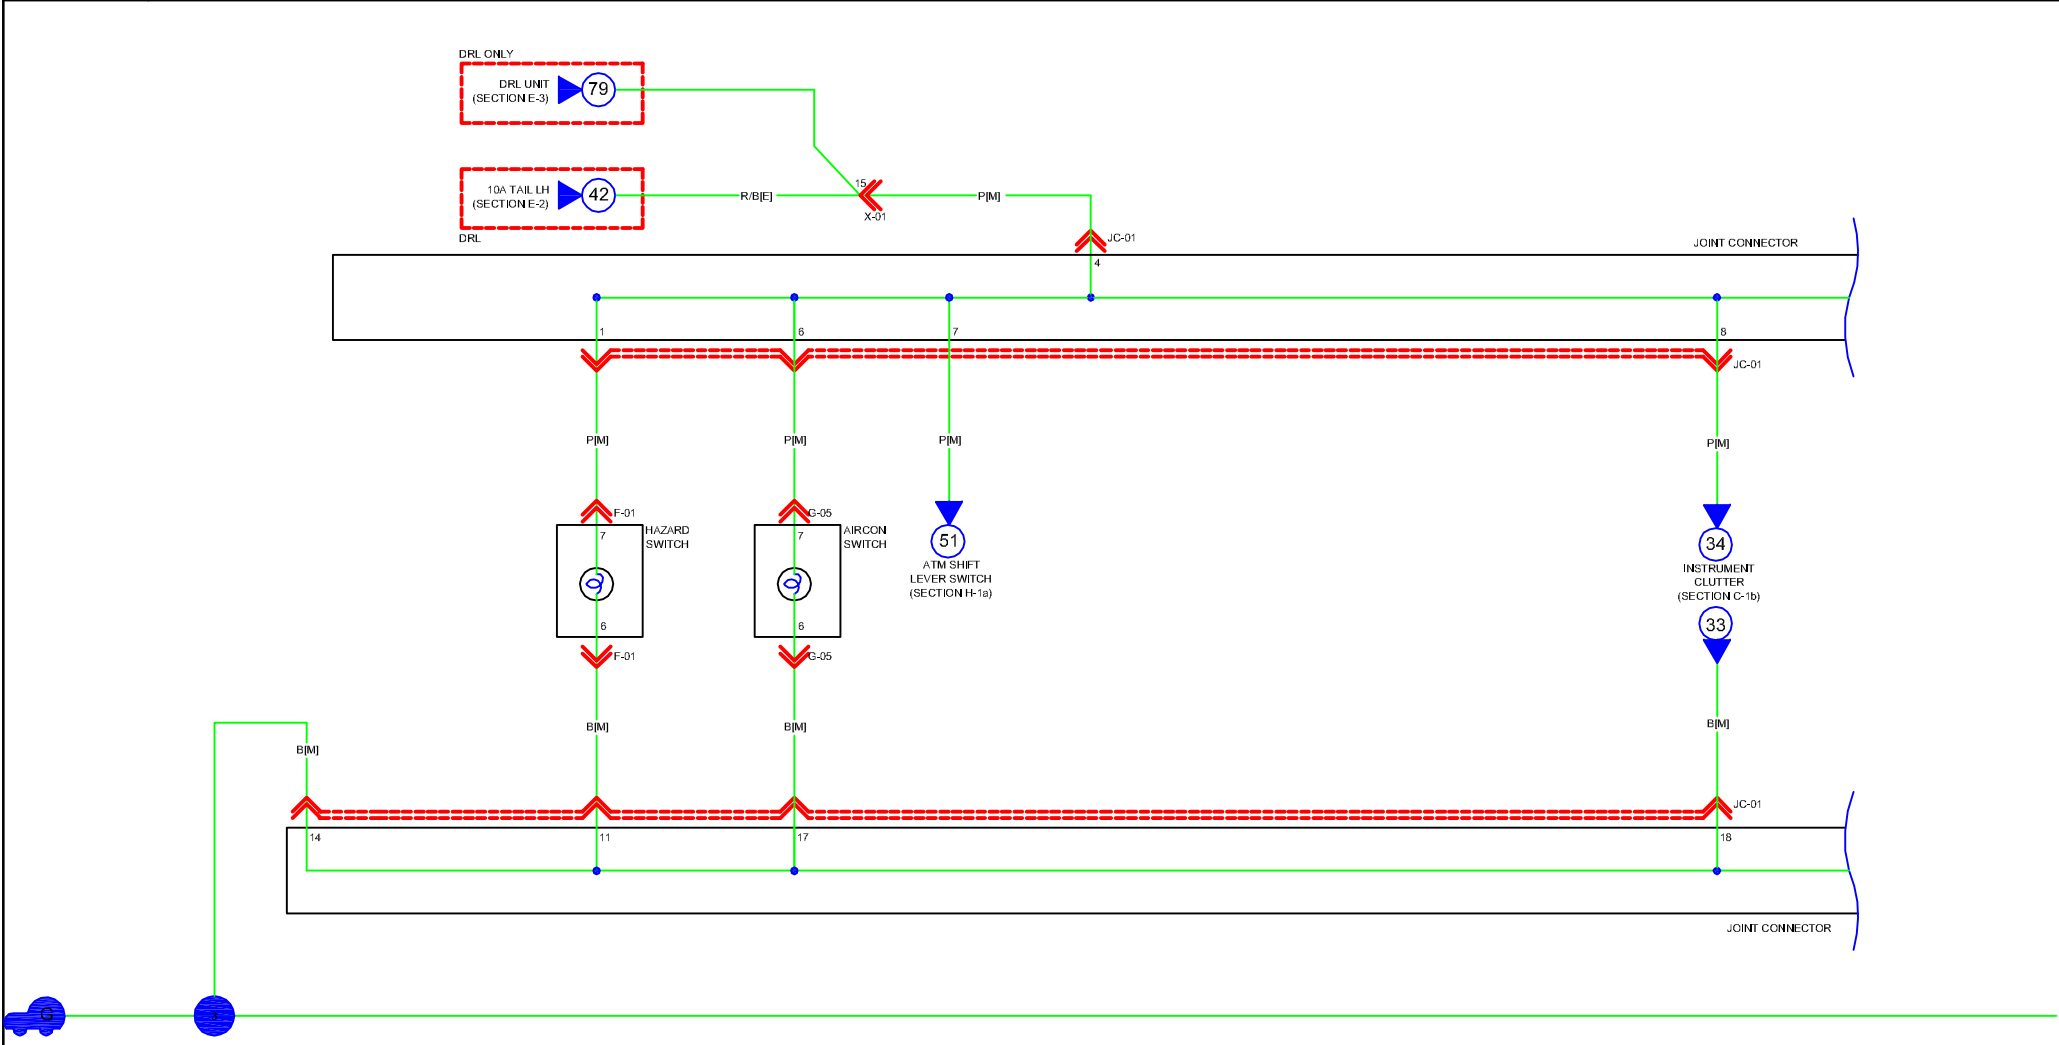 DRL ONLY
DRL UNIT
(SECTION E-3)
79
10A TAIL LH
(SECTION E-2)
42
DRL
R/B[E]
15
X-01
P[M]
JC-01
4
JOINT CONNECTOR
1
6
7
8
JC-01
P[M]
P[M]
P[M]
P[M]
F-01
7
HAZARD
SWITCH
6
F-01
G-05
7
AIRCON
SWITCH
6
G-05
51
ATM SHIFT
LEVER SWITCH
(SECTION H-1a)
34
INSTRUMENT
CLUTTER
(SECTION C-1b)
33
B[M]
B[M]
B[M]
B[M]
JC-01
14
11
17
18
JOINT CONNECTOR
G